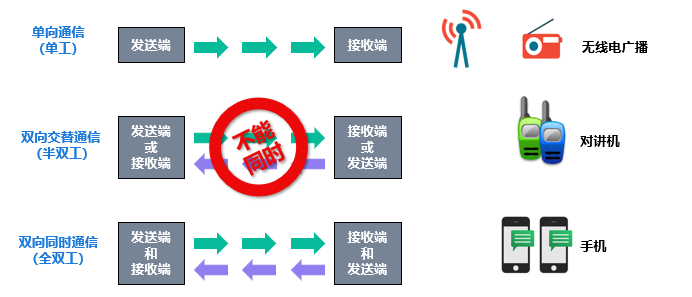 单向通信
(单工)
发送端
接收端
无线电广播
双向交替通信
(半双工)
发送端
或
接收端
不能
同时
接收端
或
发送端
对讲机
双向同时通信
(全双工)
发送端
和
接收端
接收端
和
发送端
手机